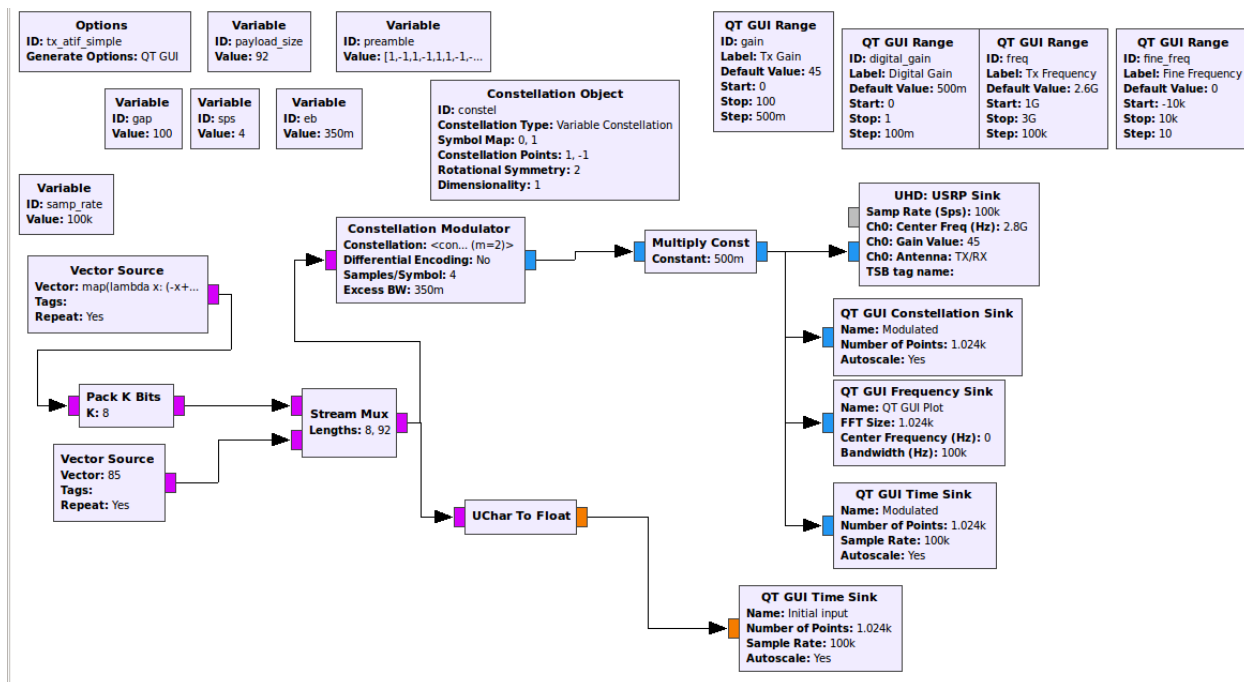 Options
ID: tx_atif_simple
Generate Options: QT GUI
Variable
ID: payload_size
Value: 92
Variable
ID: preamble
Value: [1,-1,1,-1,1,1,-1,-...
QT GUI Range
ID: gain
Label: Tx Gain
Default Value: 45
Start: 0
Stop: 100
Step: 500m
QT GUI Range
ID: digital_gain
Label: Digital Gain
Default Value: 500m
Start: 0
Stop: 1
Step: 100m
QT GUI Range
ID: freq
Label: Tx Frequency
Default Value: 2.6G
Start: 1G
Stop: 3G
Step: 100k
QT GUI Range
ID: fine_freq
Label: Fine Frequency
Default Value: 0
Start: -10k
Stop: 10k
Step: 10
Variable
ID: gap
Value: 100
Variable
ID: sps
Value: 4
Variable
ID: eb
Value: 350m
Constellation Object
ID: constel
Constellation Type: Variable Constellation
Symbol Map: 0, 1
Constellation Points: 1, -1
Rotational Symmetry: 2
Dimensionality: 1
Variable
ID: samp_rate
Value: 100k
Vector Source
Vector: map(lambda x: (-x+...
Tags:
Repeat: Yes
Constellation Modulator
Constellation: <con... (m=2)>
Differential Encoding: No
Samples/Symbol: 4
Excess BW: 350m
Multiply Const
Constant: 500m
UHD: USRP Sink
Samp Rate (Sps): 100k
Ch0: Center Freq (Hz): 2.8G
Ch0: Gain Value: 45
Ch0: Antenna: TX/RX
TSB tag name:
QT GUI Constellation Sink
Name: Modulated
Number of Points: 1.024k
Autoscale: Yes
Pack K Bits
K: 8
Stream Mux
Lengths: 8, 92
QT GUI Frequency Sink
Name: QT GUI Plot
FFT Size: 1.024k
Center Frequency (Hz): 0
Bandwidth (Hz): 100k
Vector Source
Vector: 85
Tags:
Repeat: Yes
UChar To Float
QT GUI Time Sink
Name: Modulated
Number of Points: 1.024k
Sample Rate: 100k
Autoscale: Yes
QT GUI Time Sink
Name: Initial input
Number of Points: 1.024k
Sample Rate: 100k
Autoscale: Yes